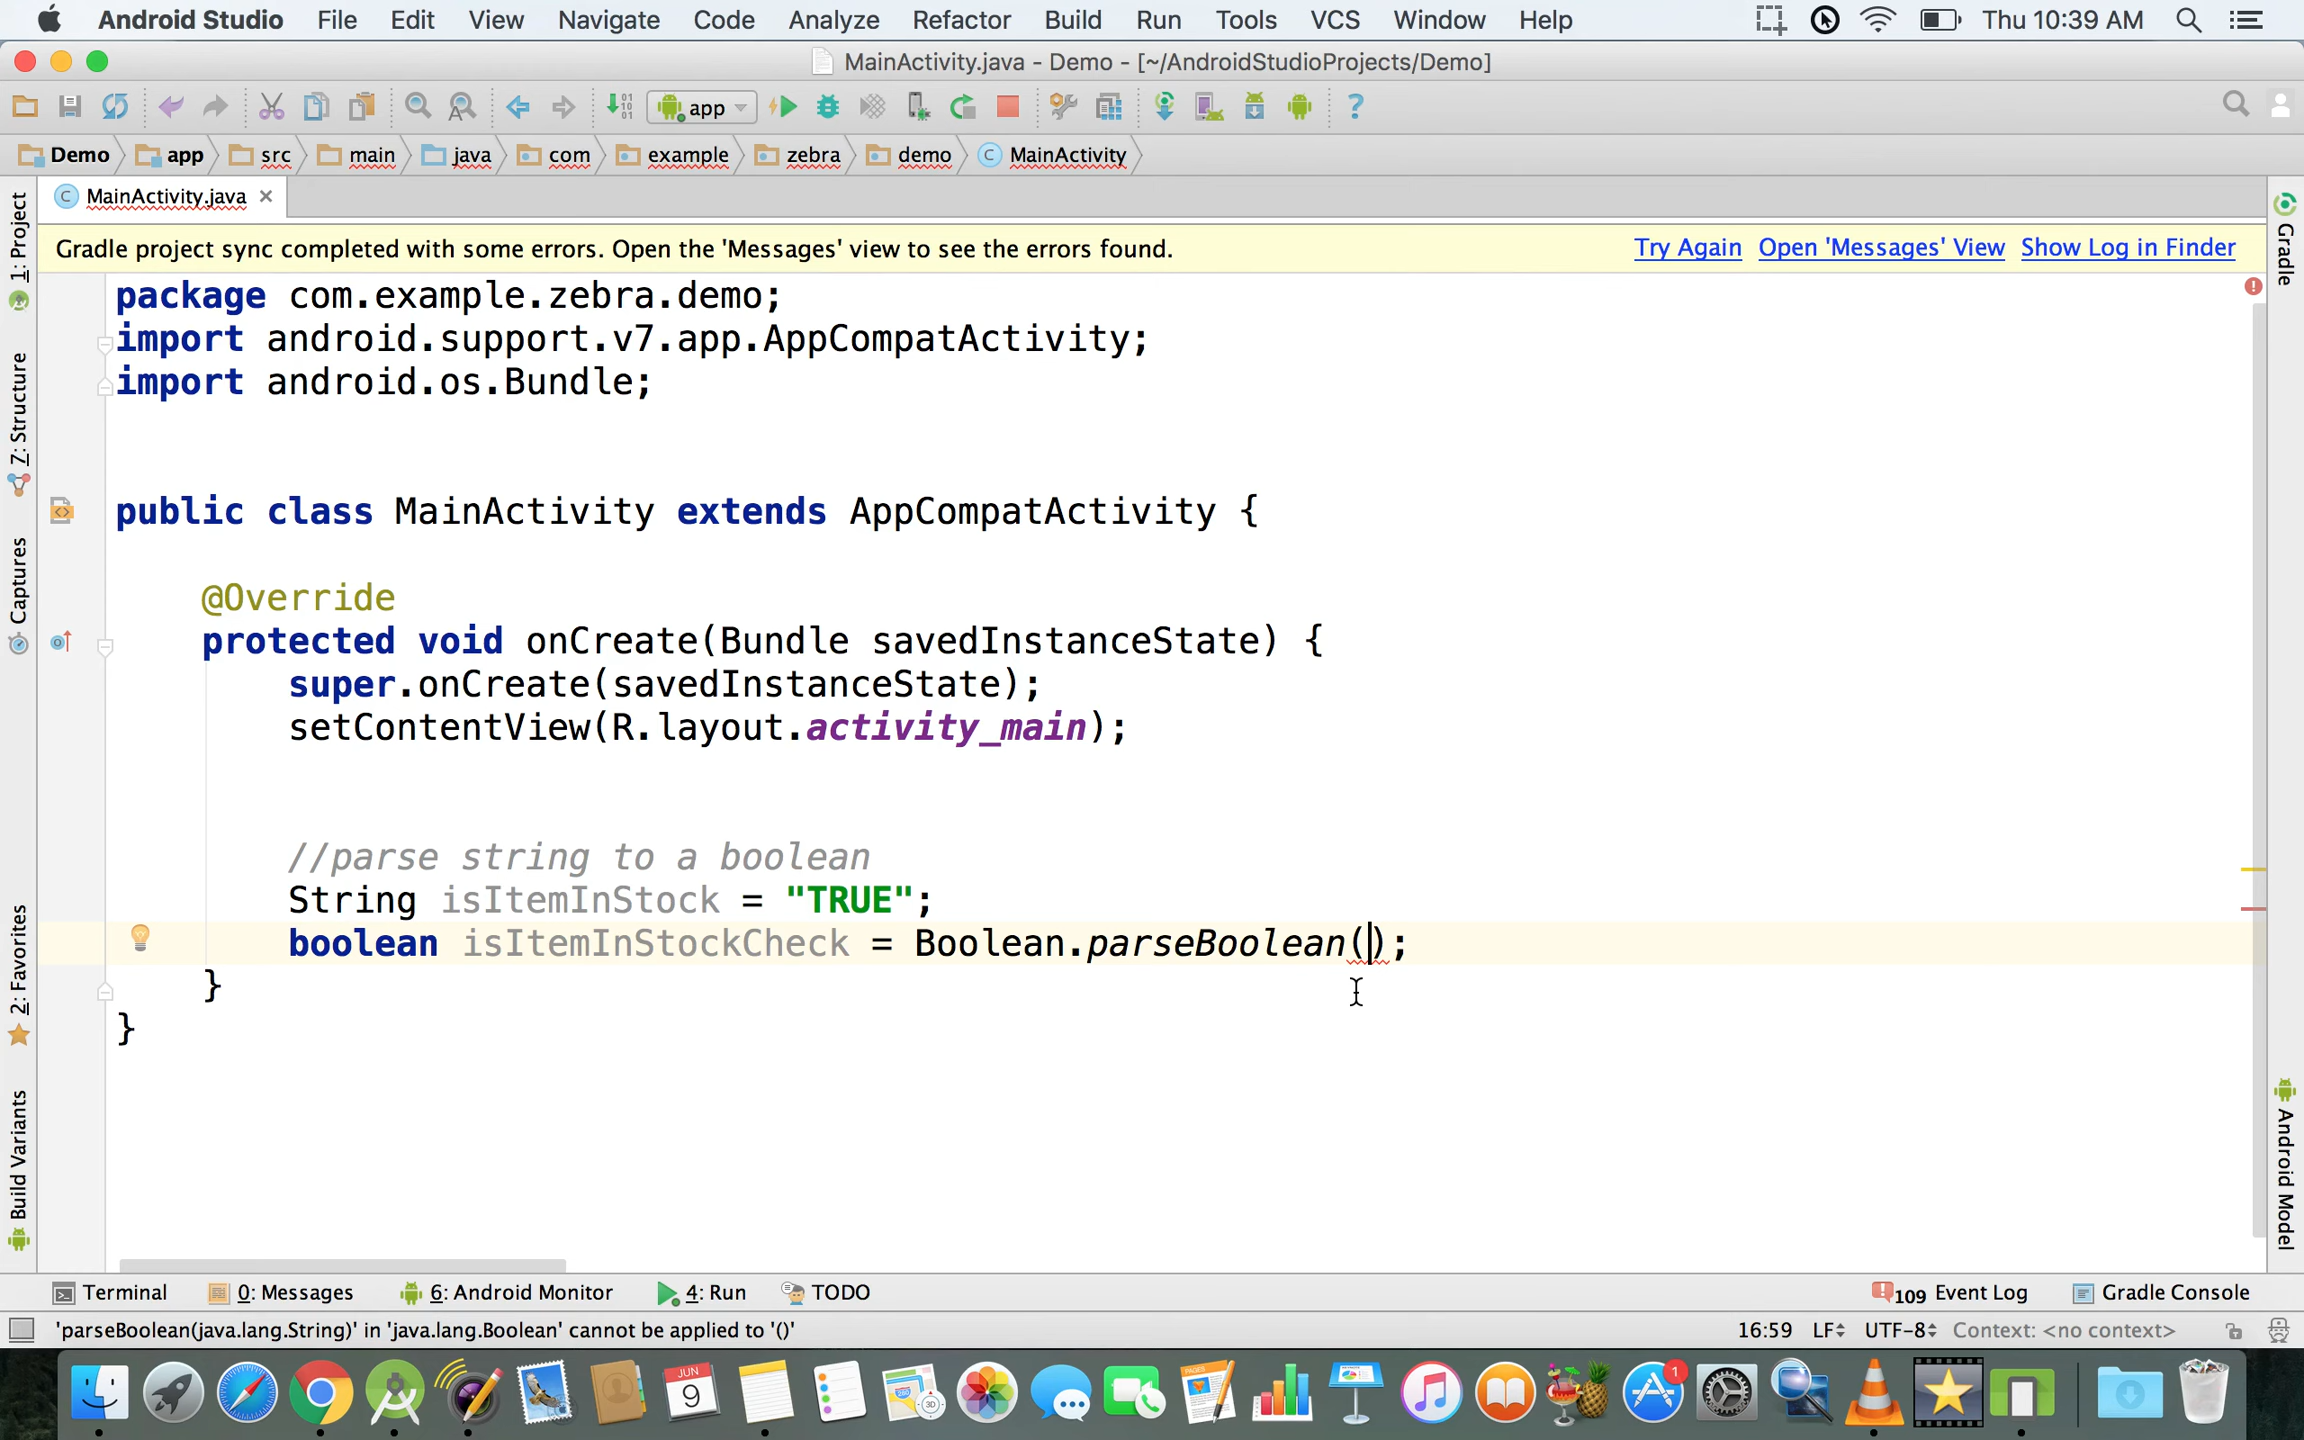 Android Studio File Edit View Navigate Code Analyze Refactor Build Run Tools VCS Window Help Thu 10:39 AM
MainActivity.java - Demo - [~/AndroidStudioProjects/Demo]
app
Demo app src main java com example zebra demo MainActivity
MainActivity.java
Gradle project sync completed with some errors. Open the 'Messages' view to see the errors found. Try Again Open 'Messages' View Show Log in Finder
1: Project
7: Structure
Captures
2: Favorites
Build Variants
Gradle
Android Model
package com.example.zebra.demo;
import android.support.v7.app.AppCompatActivity;
import android.os.Bundle;
public class MainActivity extends AppCompatActivity {
@Override
protected void onCreate(Bundle savedInstanceState) {
super.onCreate(savedInstanceState);
setContentView(R.layout.activity_main);
//parse string to a boolean
String isItemInStock = "TRUE";
boolean isItemInStockCheck = Boolean.parseBoolean();
}
}
Terminal 0: Messages 6: Android Monitor 4: Run TODO 109 Event Log Gradle Console
'parseBoolean(java.lang.String)' in 'java.lang.Boolean' cannot be applied to '()' 16:59 LF UTF-8 Context: <no context>
JUN
9
PAGES
1